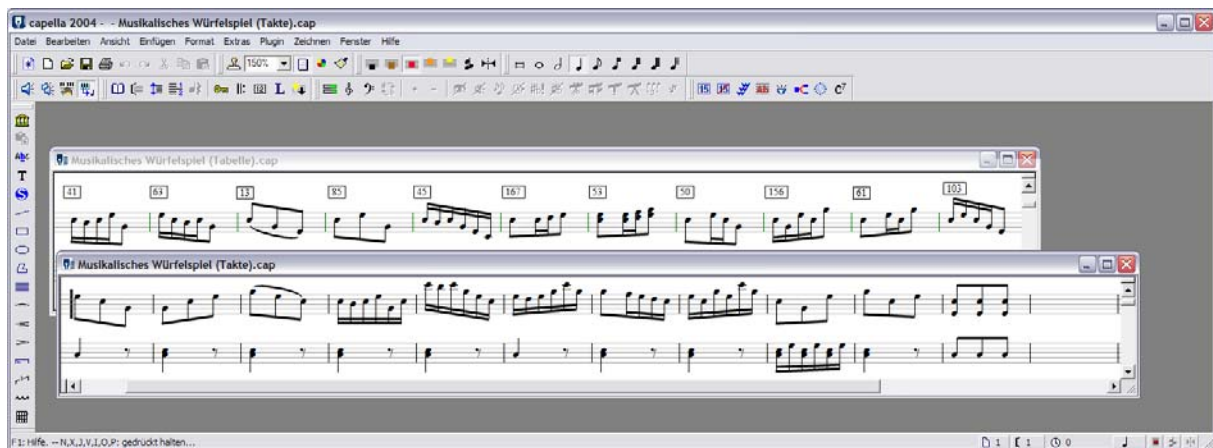 capella 2004 - - Musikalisches Würfelspiel (Takte).cap
Datei Bearbeiten Ansicht Einfügen Format Extras Plugin Zeichnen Fenster Hilfe
150%
Musikalisches Würfelspiel (Tabelle).cap
41 63 13 85 45 167 53 50 156 61 103
Musikalisches Würfelspiel (Takte).cap
F1: Hilfe. -- N,X,J,V,I,O,P: gedrückt halten... 1 1 0